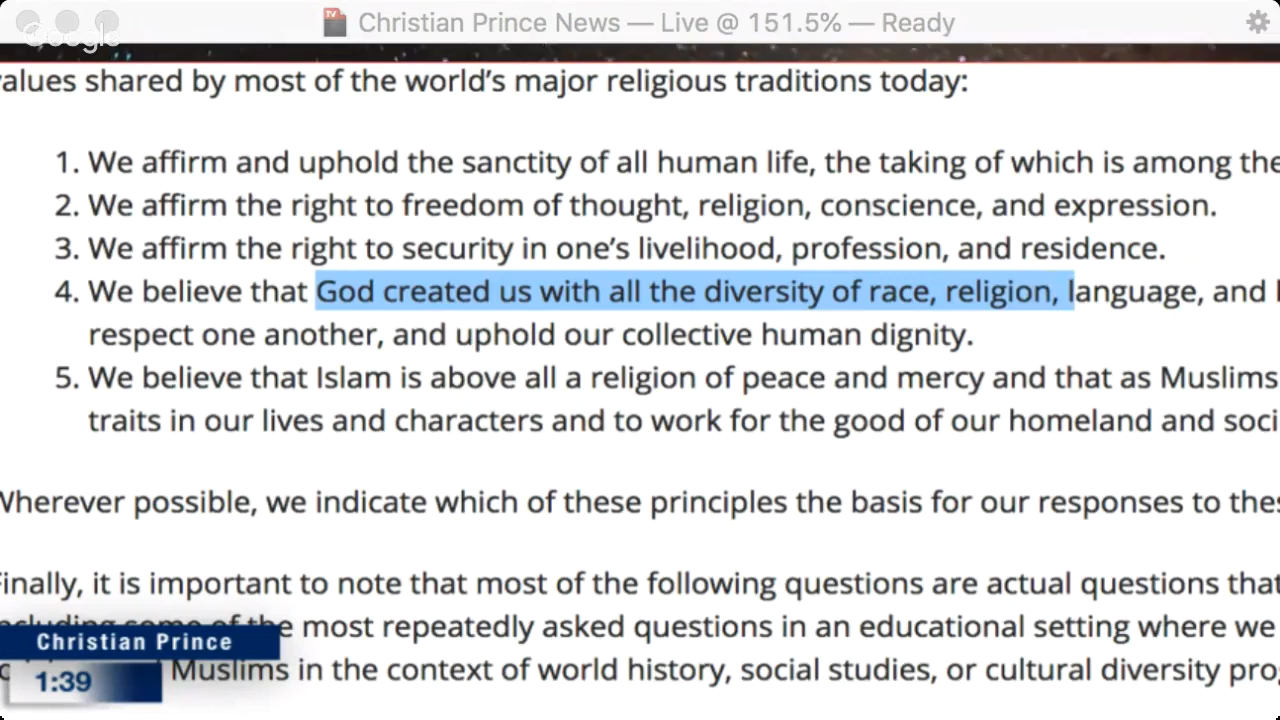 TV Christian Prince News — Live @ 151.5% — Ready
Google
alues shared by most of the world's major religious traditions today:
1. We affirm and uphold the sanctity of all human life, the taking of which is among the
2. We affirm the right to freedom of thought, religion, conscience, and expression.
3. We affirm the right to security in one's livelihood, profession, and residence.
4. We believe that God created us with all the diversity of race, religion, language, and
respect one another, and uphold our collective human dignity.
5. We believe that Islam is above all a religion of peace and mercy and that as Muslims
traits in our lives and characters and to work for the good of our homeland and soci
Wherever possible, we indicate which of these principles the basis for our responses to thes
Finally, it is important to note that most of the following questions are actual questions that
including some of the most repeatedly asked questions in an educational setting where we
Christian Prince
Muslims in the context of world history, social studies, or cultural diversity pro
1:39